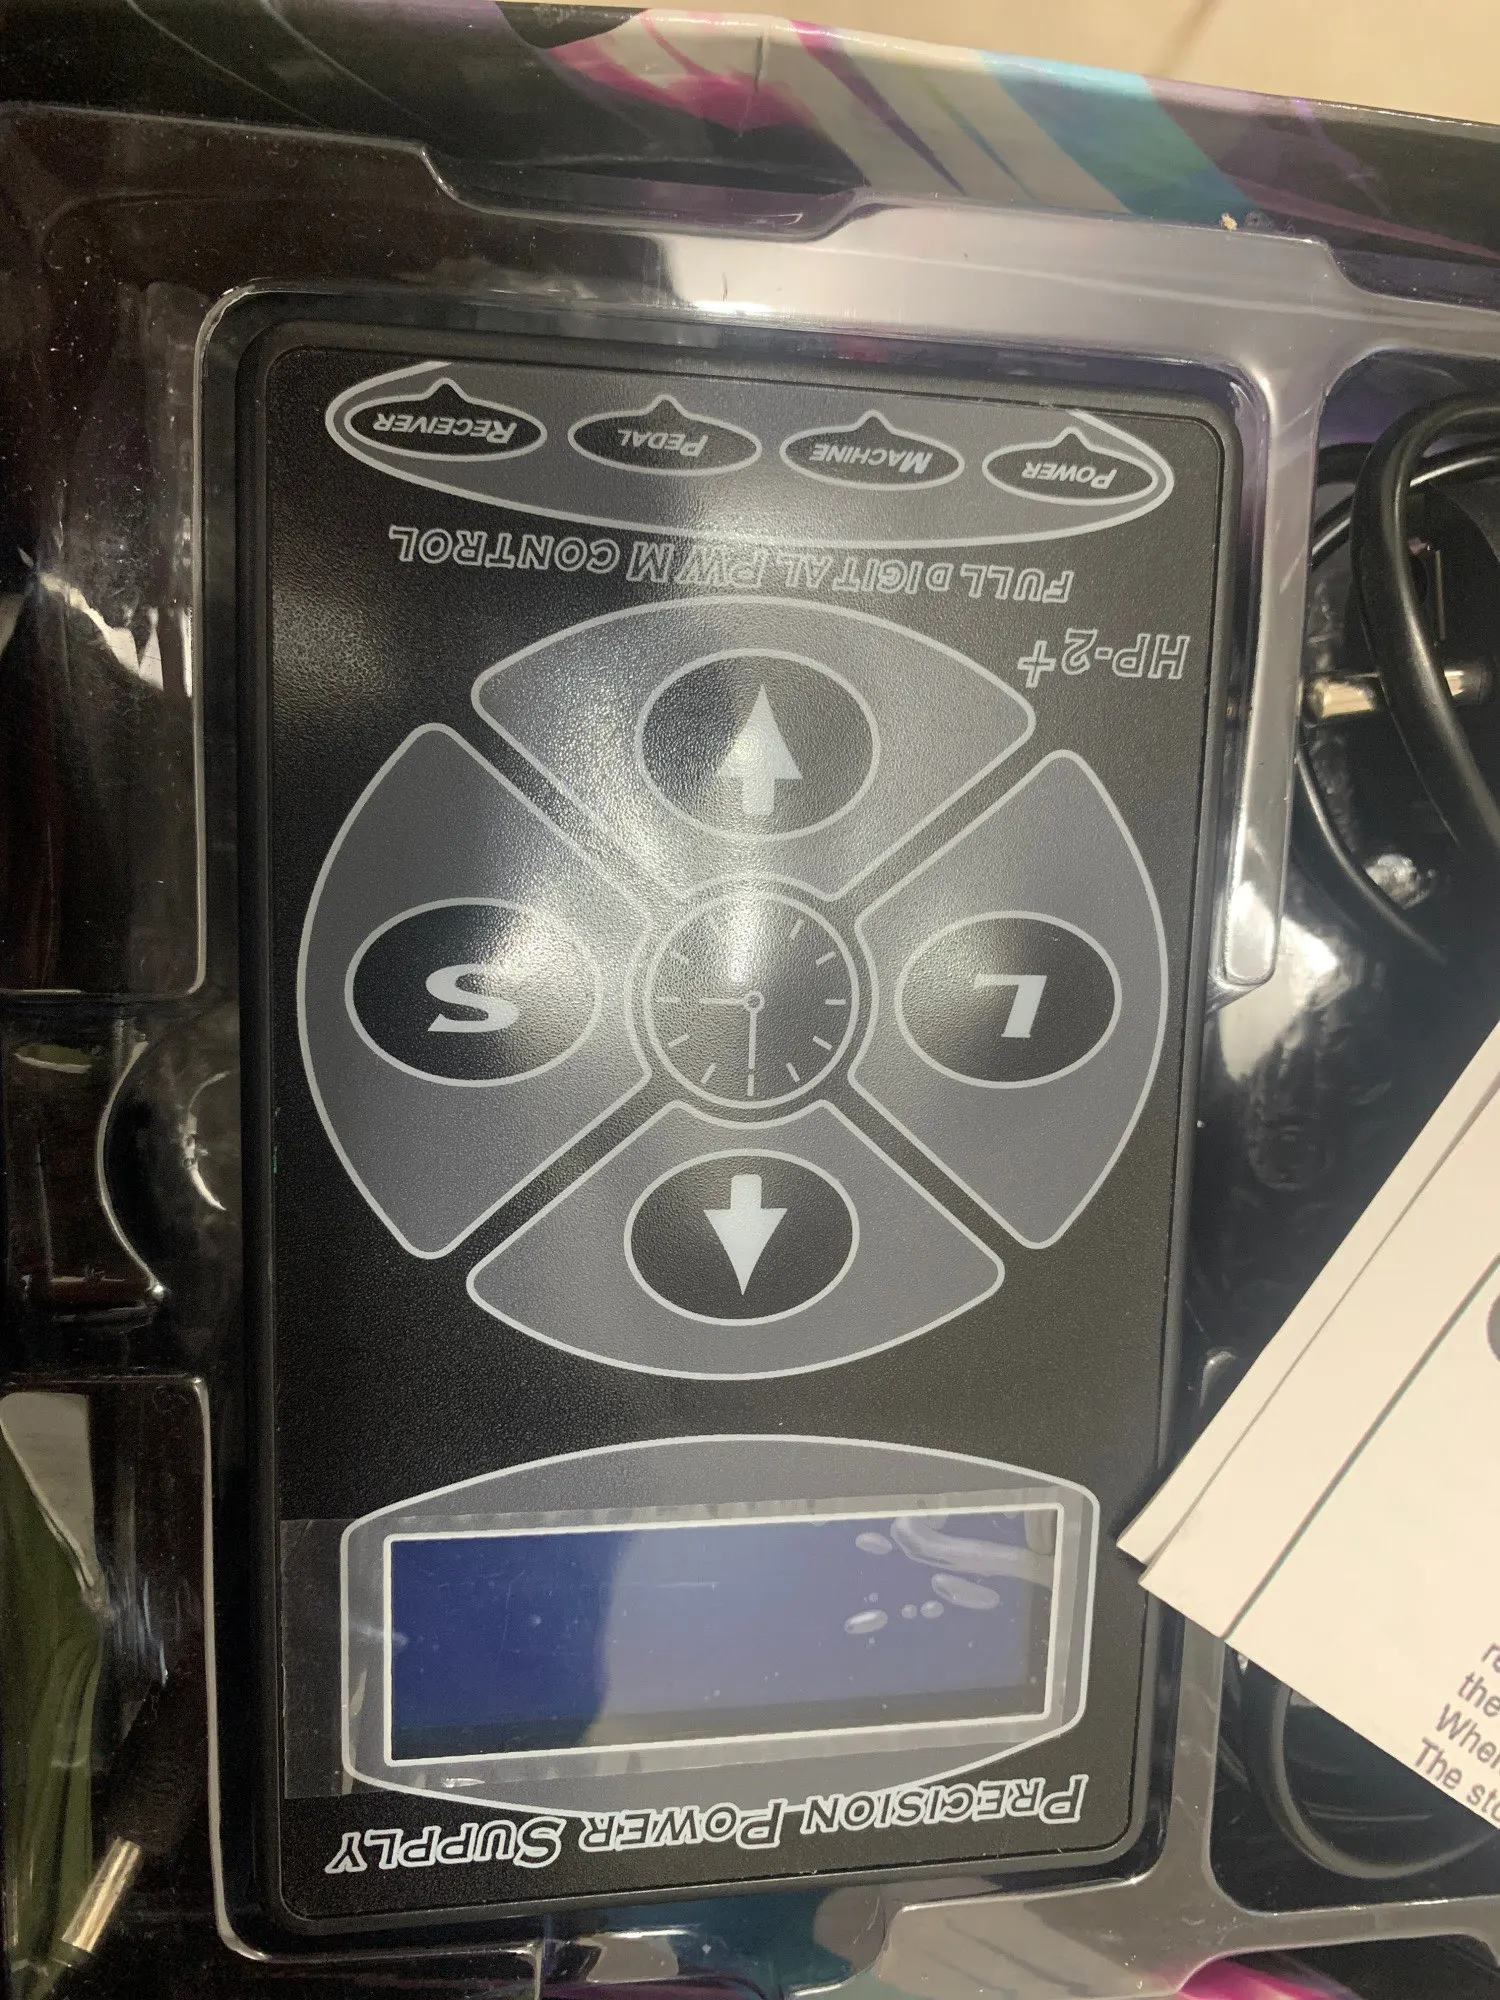 PRECISION POWER SUPPLY
L S
HP-2+
FULL DIGITAL PWM CONTROL
POWER MACHINE PEDAL RECEIVER
the
When
The